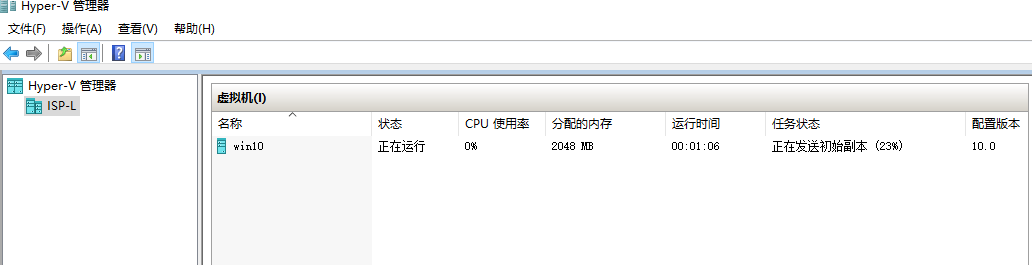 Hyper-V 管理器
文件(F) 操作(A) 查看(V) 帮助(H)
Hyper-V 管理器
ISP-L
虚拟机(I)
名称 状态 CPU 使用率 分配的内存 运行时间 任务状态 配置版本
win10 正在运行 0% 2048 MB 00:01:06 正在发送初始副本 (23%) 10.0